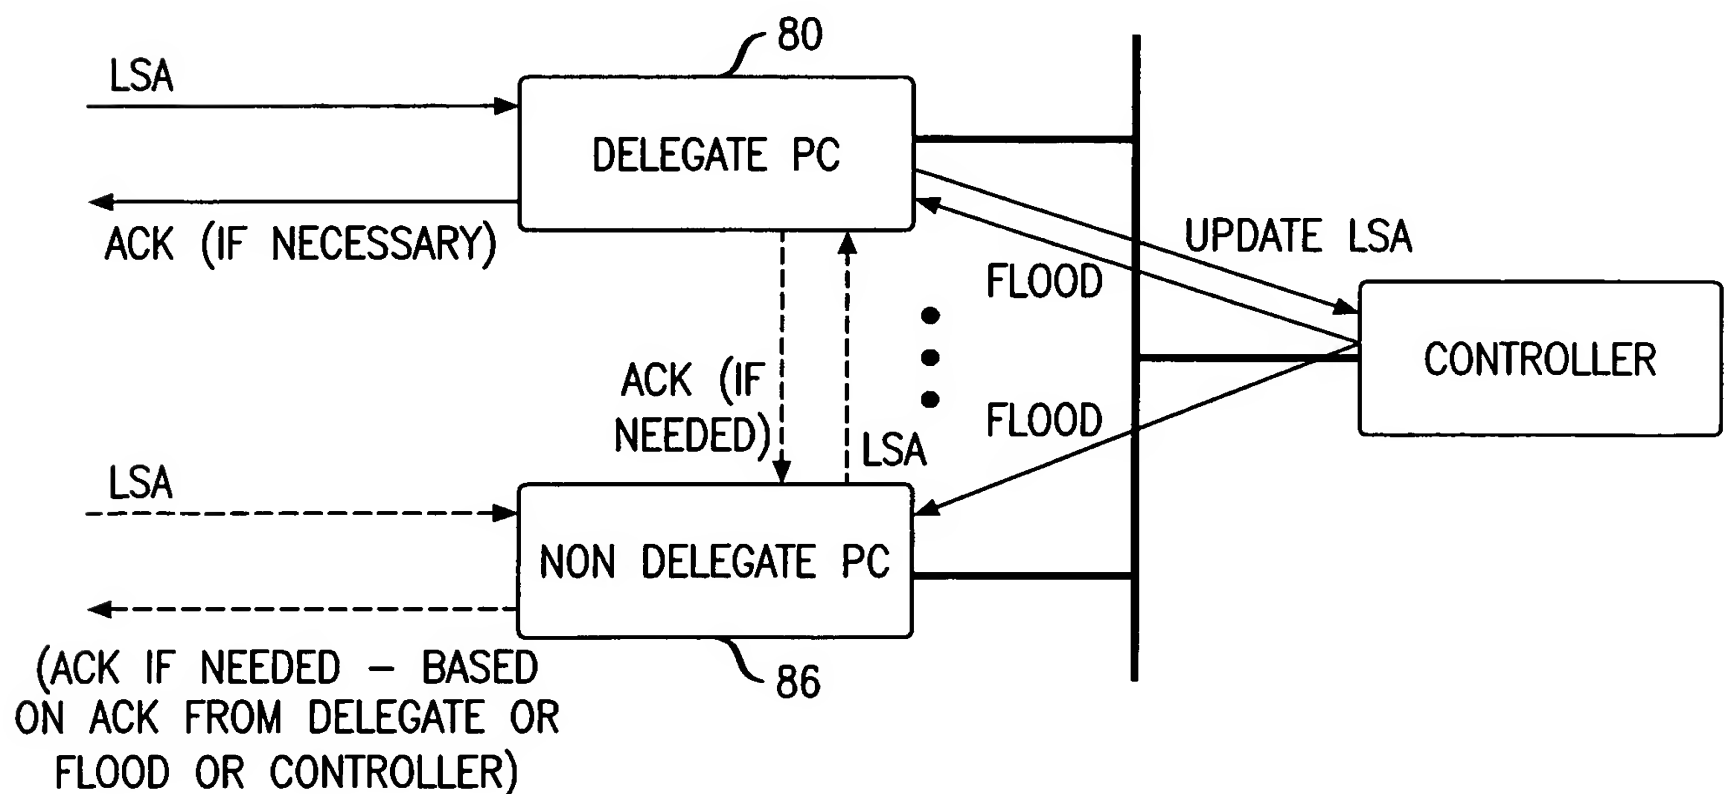 80
LSA
DELEGATE PC
ACK (IF NECESSARY)
UPDATE LSA
FLOOD
CONTROLLER
ACK (IF
NEEDED)
FLOOD
LSA
LSA
NON DELEGATE PC
86
(ACK IF NEEDED – BASED
ON ACK FROM DELEGATE OR
FLOOD OR CONTROLLER)